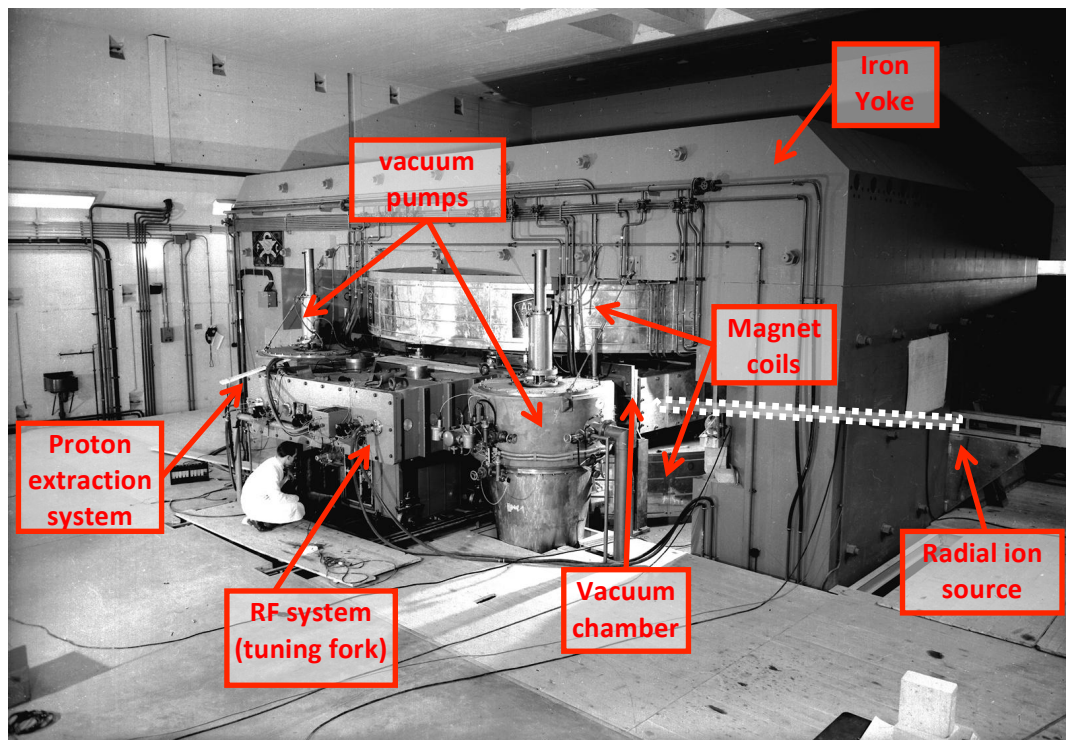 Iron
Yoke
vacuum
pumps
Magnet
coils
Proton
extraction
system
RF system
(tuning fork)
Vacuum
chamber
Radial ion
source